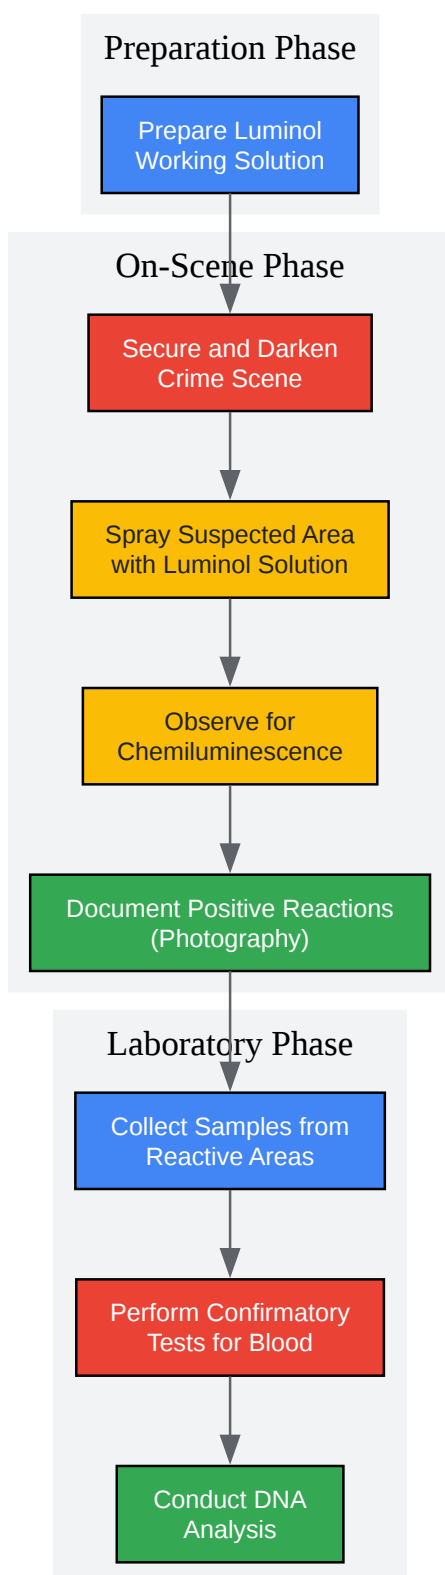 Preparation Phase
Prepare Luminol
Working Solution
On-Scene Phase
Secure and Darken
Crime Scene
Spray Suspected Area
with Luminol Solution
Observe for
Chemiluminescence
Document Positive Reactions
(Photography)
Laboratory Phase
Collect Samples from
Reactive Areas
Perform Confirmatory
Tests for Blood
Conduct DNA
Analysis